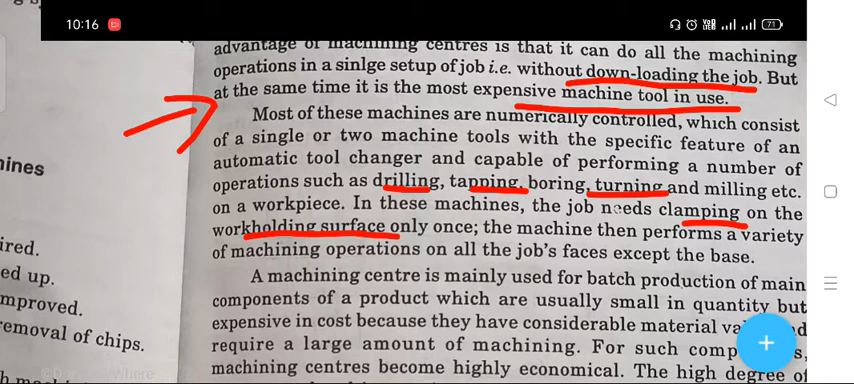 10:16
71
advantage of machining centres is that it can do all the machining
operations in a sinlge setup of job i.e. without down-loading the job. But
at the same time it is the most expensive machine tool in use.
Most of these machines are numerically controlled, which consist
of a single or two machine tools with the specific feature of an
automatic tool changer and capable of performing a number of
operations such as drilling, tapping, boring, turning and milling etc.
on a workpiece. In these machines, the job needs clamping on the
workholding surface only once; the machine then performs a variety
of machining operations on all the job's faces except the base.
A machining centre is mainly used for batch production of main
components of a product which are usually small in quantity but
expensive in cost because they have considerable material
require a large amount of machining. For such
machining centres become highly economical. The high degree of
ines
ired.
ed up.
mproved.
emoval of chips.
+